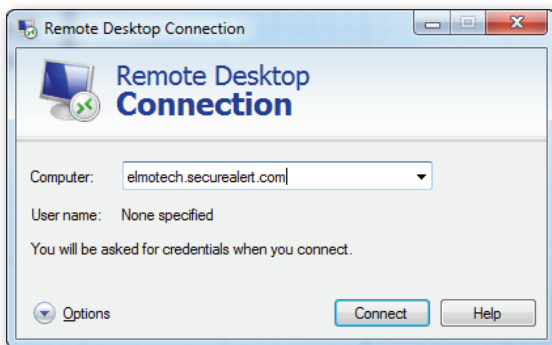 Remote Desktop Connection
Remote Desktop
Connection
Computer: elmotech.securealert.com
User name: None specified
You will be asked for credentials when you connect.
Options Connect Help